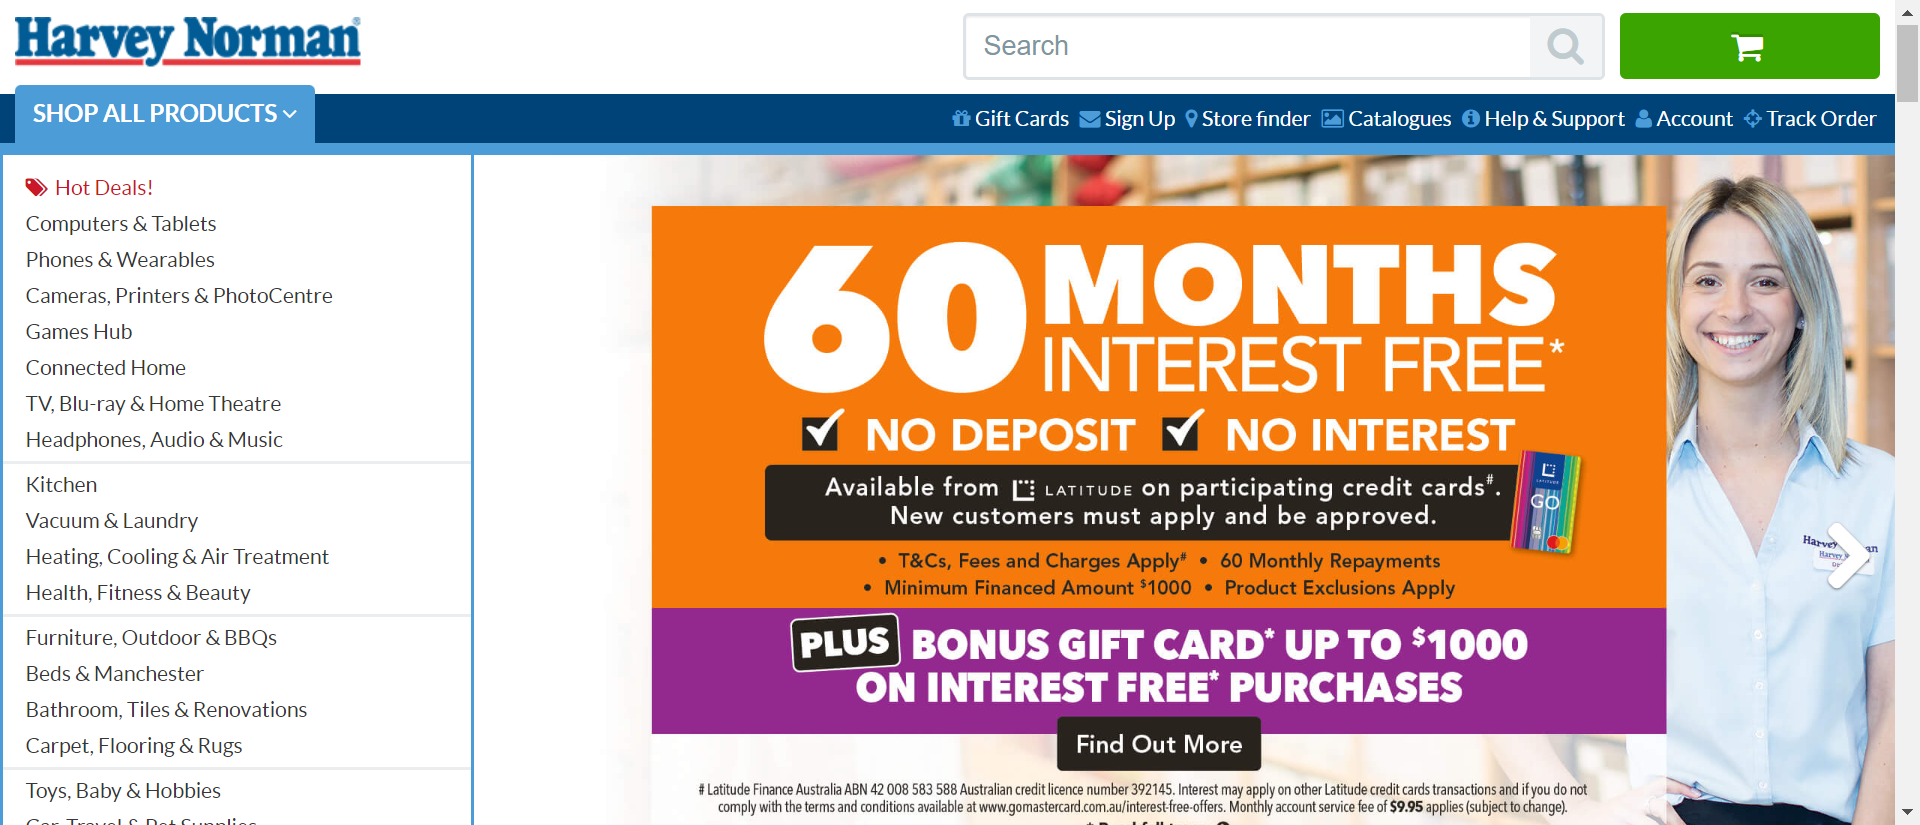 Harvey Norman
Search
SHOP ALL PRODUCTS
Gift Cards Sign Up Store finder Catalogues Help & Support Account Track Order
Hot Deals!
Computers & Tablets
Phones & Wearables
Cameras, Printers & PhotoCentre
Games Hub
Connected Home
TV, Blu-ray & Home Theatre
Headphones, Audio & Music
Kitchen
Vacuum & Laundry
Heating, Cooling & Air Treatment
Health, Fitness & Beauty
Furniture, Outdoor & BBQs
Beds & Manchester
Bathroom, Tiles & Renovations
Carpet, Flooring & Rugs
Toys, Baby & Hobbies
Car, Travel & Pet Supplies
60 MONTHS
INTEREST FREE*
NO DEPOSIT NO INTEREST
Available from LATITUDE on participating credit cards#.
New customers must apply and be approved.
LATITUDE
GO
• T&Cs, Fees and Charges Apply# • 60 Monthly Repayments
• Minimum Financed Amount $1000 • Product Exclusions Apply
PLUS BONUS GIFT CARD* UP TO $1000
ON INTEREST FREE* PURCHASES
Find Out More
# Latitude Finance Australia ABN 42 008 583 588 Australian credit licence number 392145. Interest may apply on other Latitude credit cards transactions and if you do not
comply with the terms and conditions available at www.gomastercard.com.au/interest-free-offers. Monthly account service fee of $9.95 applies (subject to change).